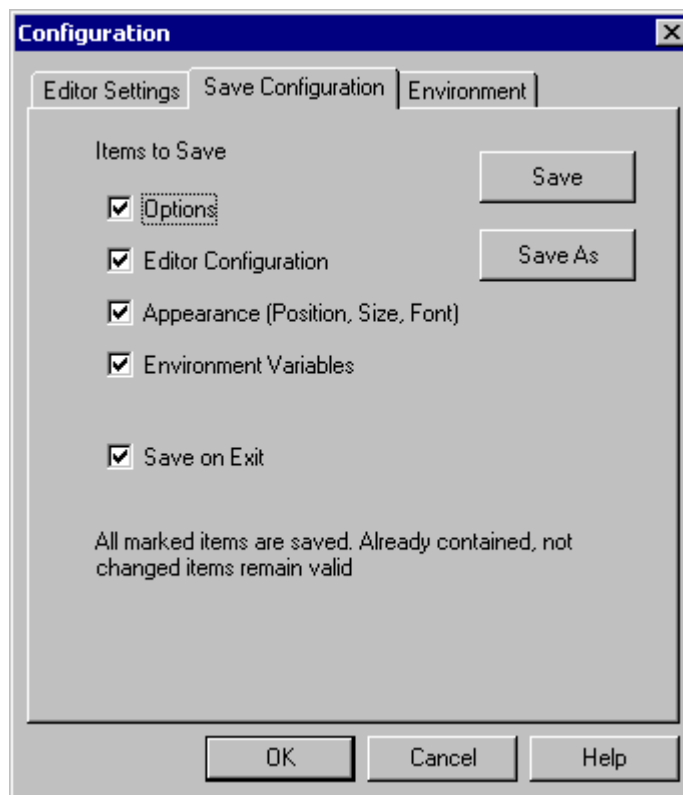 Configuration
Editor Settings Save Configuration Environment
Items to Save
Save
Options
Save As
Editor Configuration
Appearance (Position, Size, Font)
Environment Variables
Save on Exit
All marked items are saved. Already contained, not
changed items remain valid
OK Cancel Help